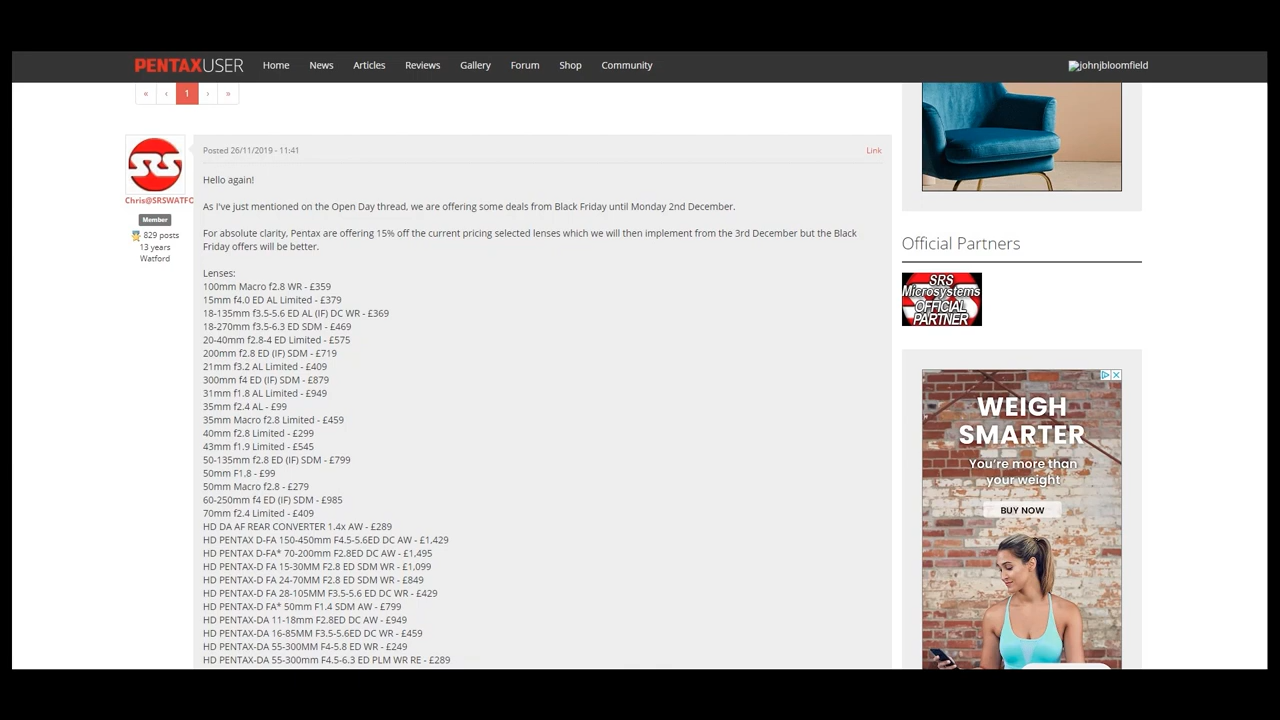 PENTAXUSER Home News Articles Reviews Gallery Forum Shop Community johnjbloomfield
« ‹ 1 › »
SRS
Chris@SRSWATFO
Member
829 posts
13 years
Watford
Posted 26/11/2019 - 11:41 Link
Hello again!
As I've just mentioned on the Open Day thread, we are offering some deals from Black Friday until Monday 2nd December.
For absolute clarity, Pentax are offering 15% off the current pricing selected lenses which we will then implement from the 3rd December but the Black
Friday offers will be better.
Lenses:
100mm Macro f2.8 WR - £359
15mm f4.0 ED AL Limited - £379
18-135mm f3.5-5.6 ED AL (IF) DC WR - £369
18-270mm f3.5-6.3 ED SDM - £469
20-40mm f2.8-4 ED Limited - £575
200mm f2.8 ED (IF) SDM - £719
21mm f3.2 AL Limited - £409
300mm f4 ED (IF) SDM - £879
31mm f1.8 AL Limited - £949
35mm f2.4 AL - £99
35mm Macro f2.8 Limited - £459
40mm f2.8 Limited - £299
43mm f1.9 Limited - £545
50-135mm f2.8 ED (IF) SDM - £799
50mm F1.8 - £99
50mm Macro f2.8 - £279
60-250mm f4 ED (IF) SDM - £985
70mm f2.4 Limited - £409
HD DA AF REAR CONVERTER 1.4x AW - £289
HD PENTAX D-FA 150-450mm F4.5-5.6ED DC AW - £1,429
HD PENTAX D-FA* 70-200mm F2.8ED DC AW - £1,495
HD PENTAX-D FA 15-30MM F2.8 ED SDM WR - £1,099
HD PENTAX-D FA 24-70MM F2.8 ED SDM WR - £849
HD PENTAX-D FA 28-105MM F3.5-5.6 ED DC WR - £429
HD PENTAX-D FA* 50mm F1.4 SDM AW - £799
HD PENTAX-DA 11-18mm F2.8ED DC AW - £949
HD PENTAX-DA 16-85MM F3.5-5.6ED DC WR - £459
HD PENTAX-DA 55-300MM F4-5.8 ED WR - £249
HD PENTAX-DA 55-300mm F4.5-6.3 ED PLM WR RE - £289
Official Partners
SRS
Microsystems
OFFICIAL
PARTNER
WEIGH
SMARTER
You're more than
your weight
BUY NOW